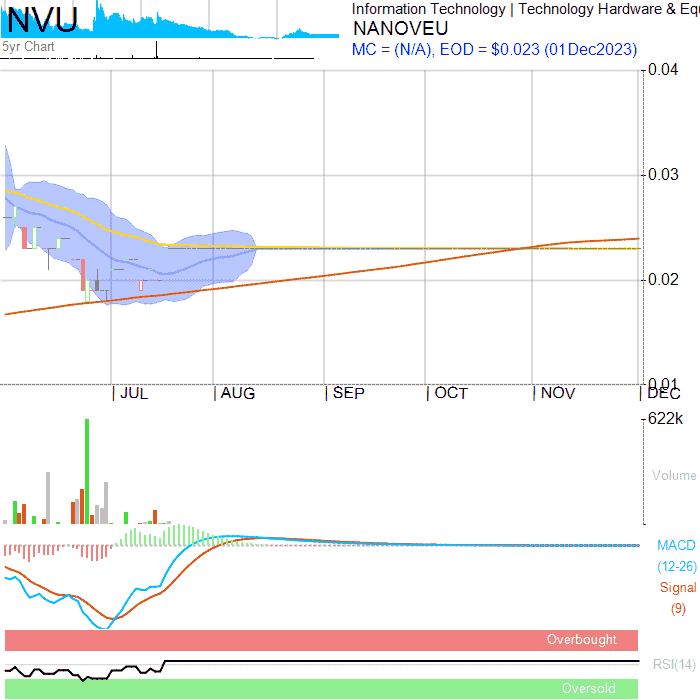 NVU
5yr Chart
Information Technology | Technology Hardware & Eq
NANOVEU
MC = (N/A), EOD = $0.023 (01Dec2023)
0.04
0.03
0.02
0.01
| JUL | AUG | SEP | OCT | NOV | DEC
622k
Volume
MACD
(12-26)
Signal
(9)
Overbought
RSI(14)
Oversold